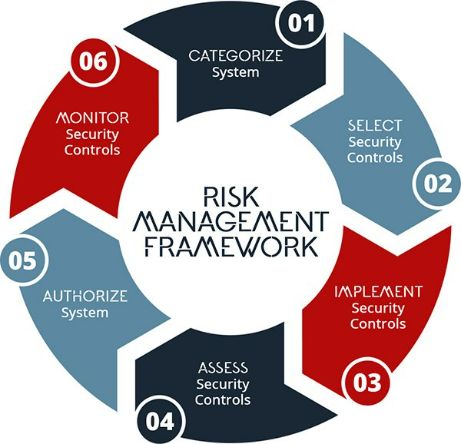 01
CATEGORIZE
System
SELECT
Security
Controls
02
IMPLEMENT
Security
Controls
03
ASSESS
Security
Controls
04
AUTHORIZE
System
05
MONITOR
Security
Controls
06
RISK
MANAGEMENT
FRAMEWORK